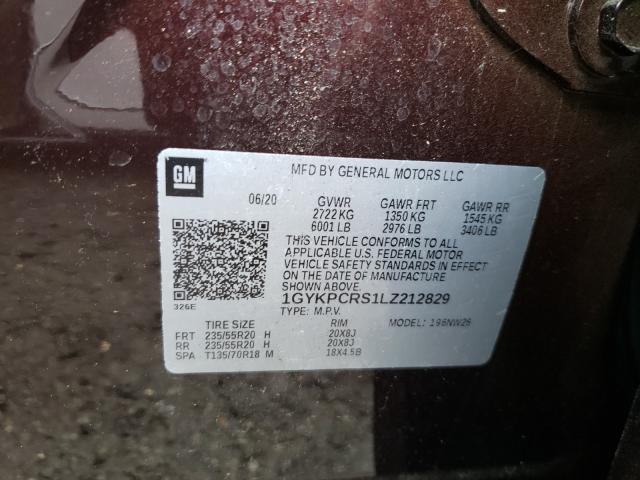 GM
MFD BY GENERAL MOTORS LLC
06/20 GVWR GAWR FRT GAWR RR
2722 KG 1350 KG 1545 KG
6001 LB 2976 LB 3406 LB
THIS VEHICLE CONFORMS TO ALL
APPLICABLE U.S. FEDERAL MOTOR
VEHICLE SAFETY STANDARDS IN EFFECT
ON THE DATE OF MANUFACTURE
SHOWN ABOVE.
326E
1GYKPCRS1LZ212829
TYPE: M.P.V. MODEL: 196NW26
TIRE SIZE RIM
FRT 235/55R20 H 20X8J
RR 235/55R20 H 20X8J
SPA T135/70R18 M 18X4.5B